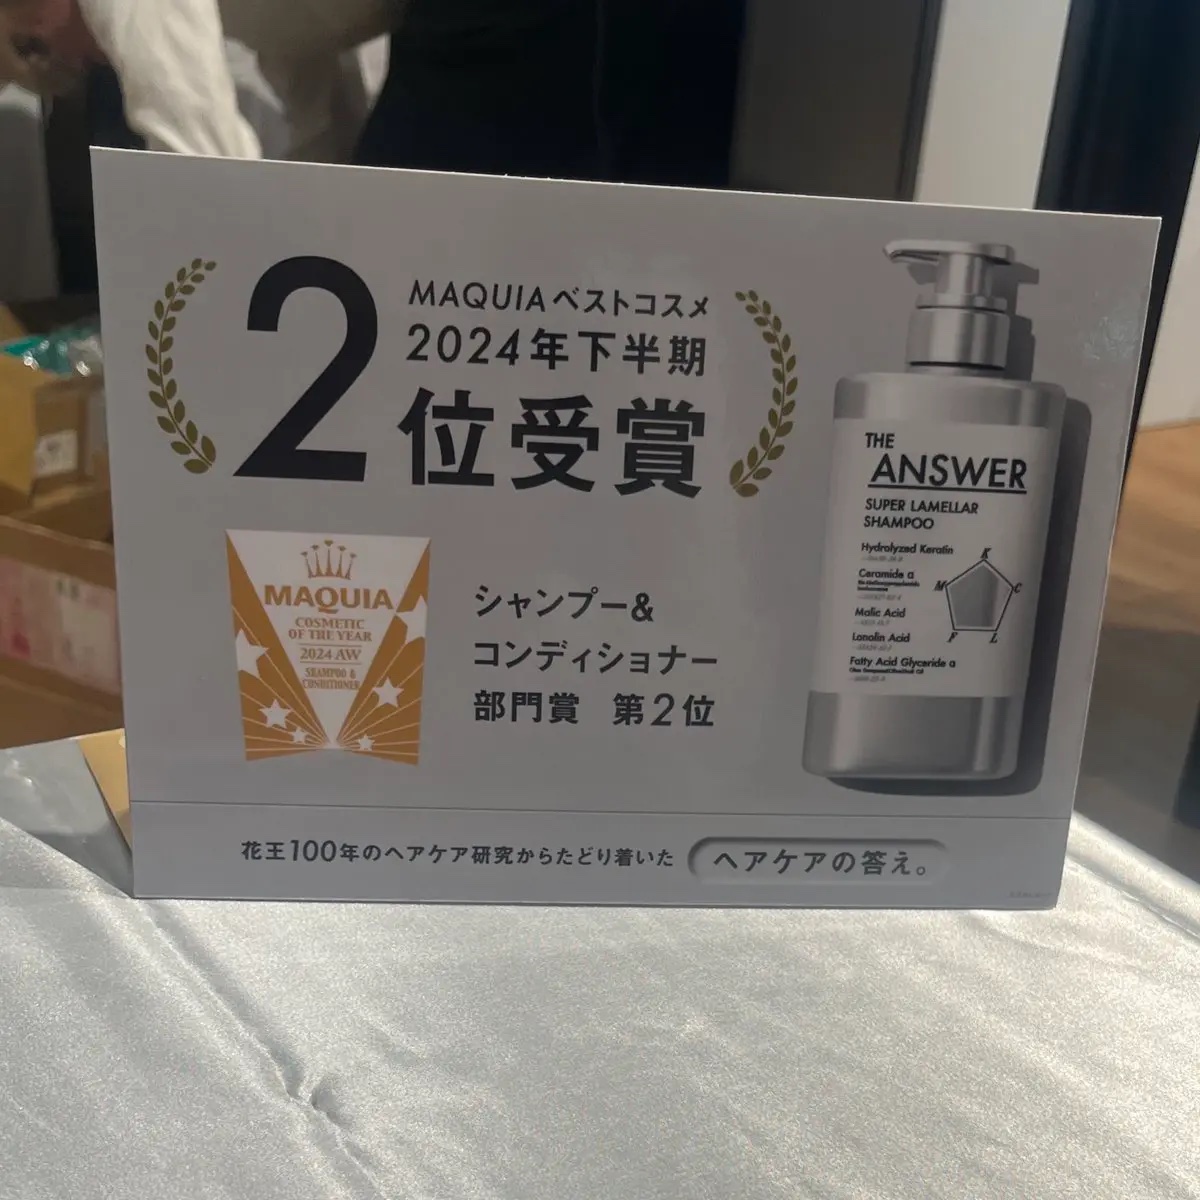 2
MAQUIAベストコスメ
2024年下半期
位受賞
MAQUIA
COSMETIC
OF THE YEAR
2024 AW
SHAMPOO &
CONDITIONER
シャンプー&
コンディショナー
部門賞 第2位
THE
ANSWER
SUPER LAMELLAR
SHAMPOO
Hydrolyzed Keratin
Ceramide α
Malic Acid
Lanolin Acid
Fatty Acid Glyceride α
K
M C
F L
花王100年のヘアケア研究からたどり着いた ヘアケアの答え。